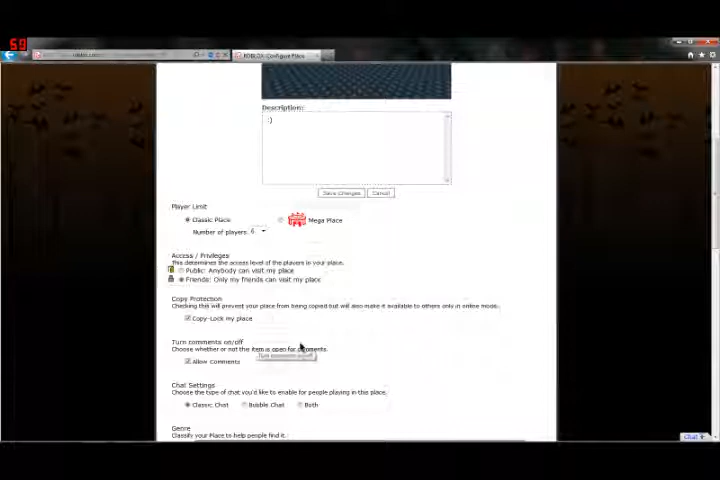 59
ROBLOX: Configure Place
Description:
:)
Save Changes
Cancel
Player Limit
Classic Place
Mega Place
Number of players: 6
Access / Privileges
This determines the access level of the players in your place.
Public: Anybody can visit my place
Friends: Only my friends can visit my place
Copy Protection
Checking this will prevent your place from being copied but will also make it available to others only in online mode.
Copy-Lock my place
Turn comments on/off
Choose whether or not the item is open for comments.
Allow Comments
Chat Settings
Choose the type of chat you'd like to enable for people playing in this place.
Classic Chat
Bubble Chat
Both
Genre
Classify your Place to help people find it.
Chat